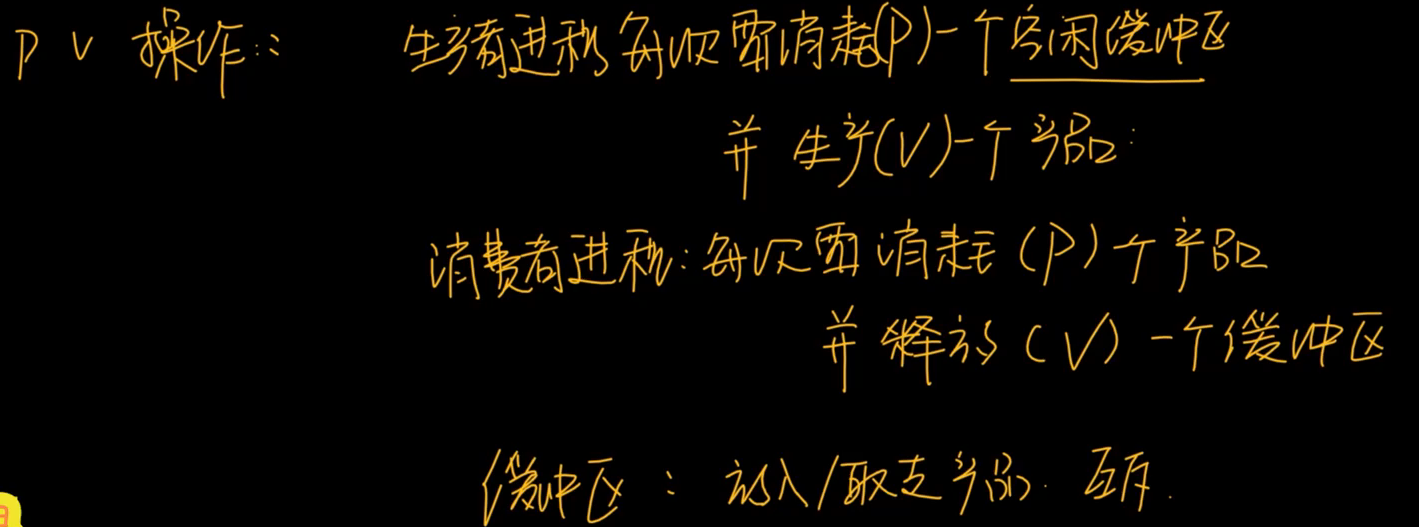 P V 操作:: 生产者进程每次要消耗(P)一个空闲缓冲区
并 生产(V)一个产品.
消费者进程:每次要消耗(P)个产品
并释放(V)一个缓冲区
缓冲区:放入/取走产品. 互斥.